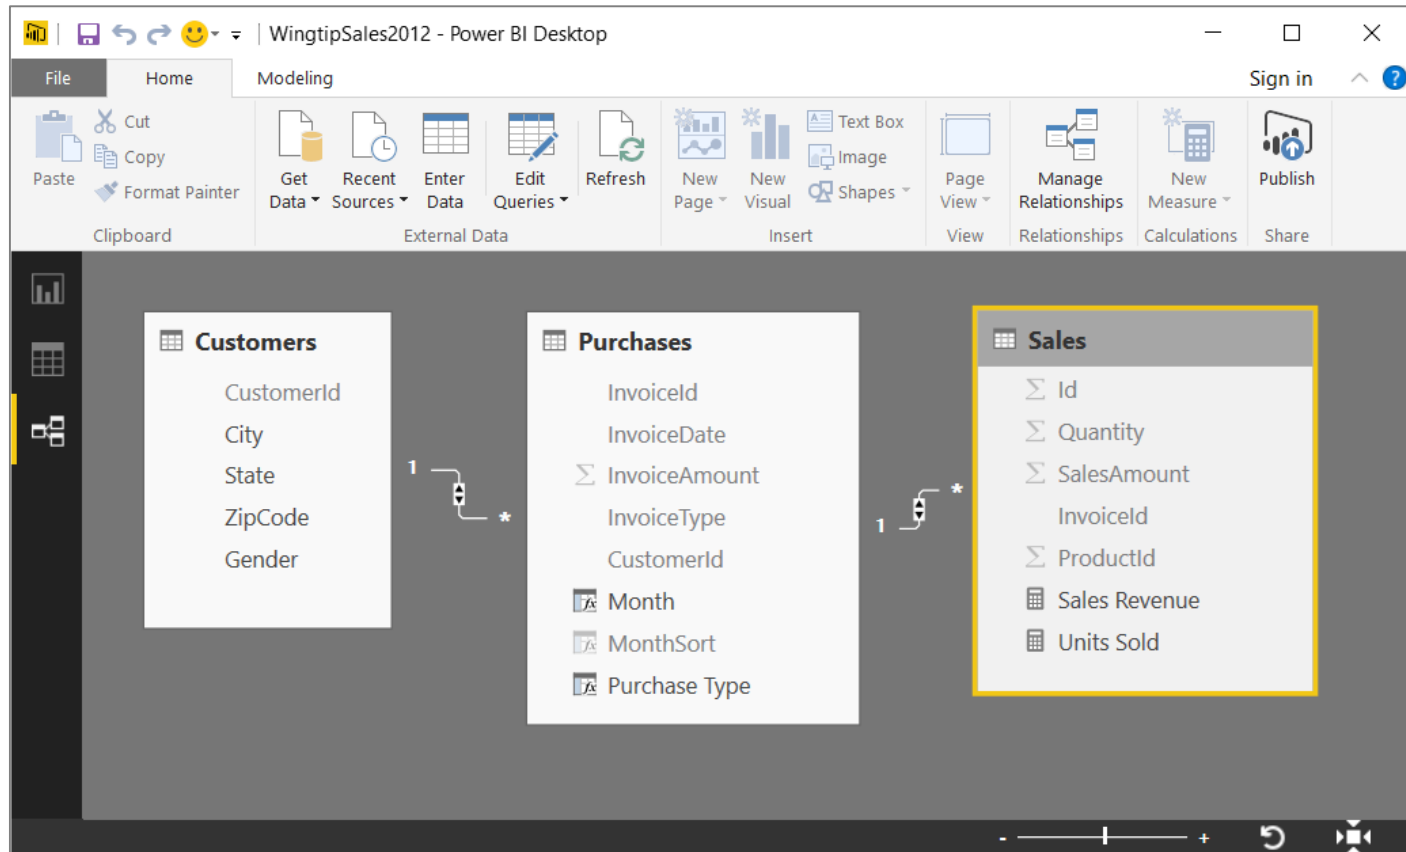 WingtipSales2012 - Power BI Desktop
File Home Modeling Sign in ?
Paste
Cut
Copy
Format Painter
Clipboard
Get Data
Recent Sources
Enter Data
Edit Queries
Refresh
External Data
New Page
New Visual
Text Box
Image
Shapes
Insert
Page View
View
Manage Relationships
Relationships
New Measure
Calculations
Publish
Share
Customers
CustomerId
City
State
ZipCode
Gender
1
*
Purchases
InvoiceId
InvoiceDate
Σ InvoiceAmount
InvoiceType
CustomerId
fx Month
fx MonthSort
fx Purchase Type
1
*
Sales
Σ Id
Σ Quantity
Σ SalesAmount
InvoiceId
Σ ProductId
Sales Revenue
Units Sold
- +